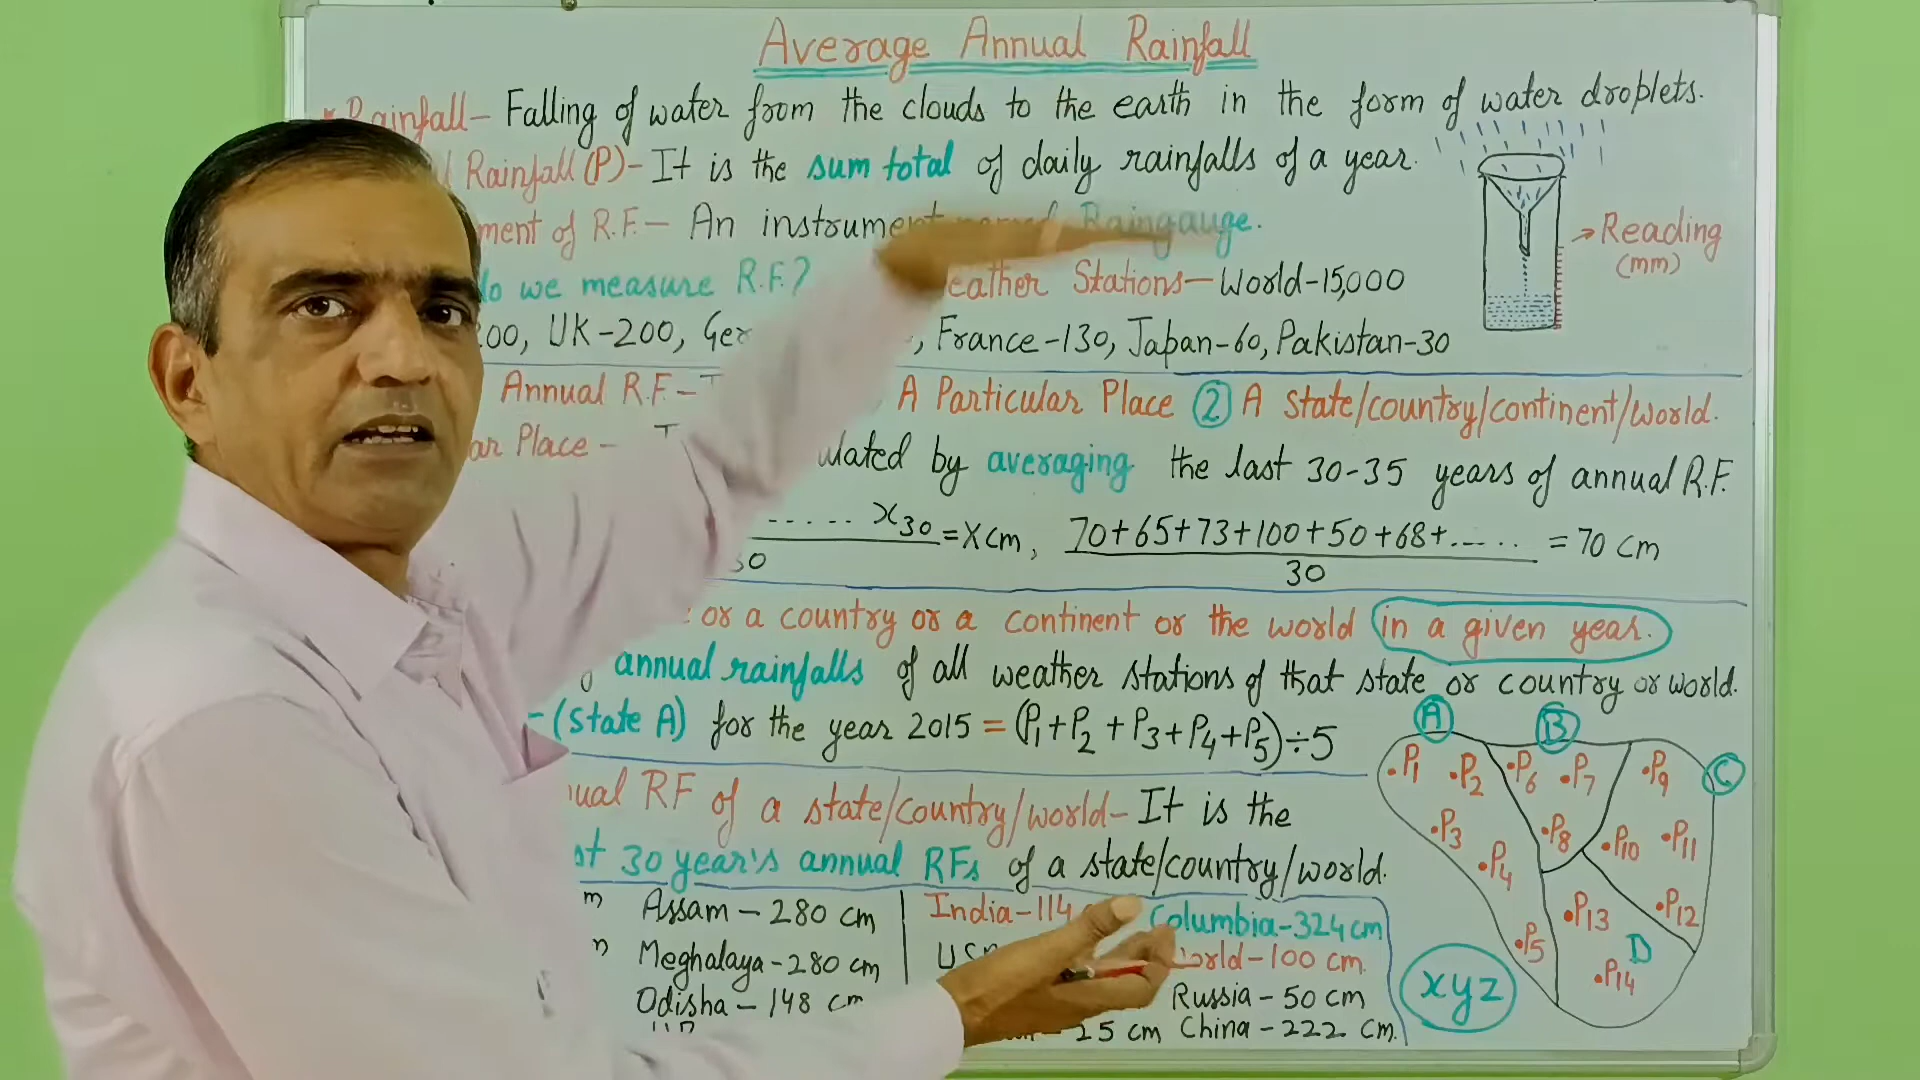 Average Annual Rainfall
Rainfall- Falling of water from the clouds to the earth in the form of water droplets.
Rainfall (P)- It is the sum total of daily rainfalls of a year.
of R.F.- An instrument named Raingauge.
we measure R.F.? Weather Stations- World-15,000
UK-200, France-130, Japan-60, Pakistan-30
Reading
(mm)
Annual R.F.- A Particular Place ② A state/country/continent/world.
Place - by averaging the last 30-35 years of annual R.F.
...... x30 = X cm, 70+65+73+100+50+68+...... = 70 cm
30
or a country or a continent or the world in a given year.
annual rainfalls of all weather stations of that state or country or world.
(State A) for the year 2015 = (P1+P2+P3+P4+P5)÷5
RF of a state/country/world- It is the
30 year's annual RFs of a state/country/world.
Assam - 280 cm
Meghalaya - 280 cm
Odisha - 148 cm
India - 114
25 cm
Columbia - 324 cm
World - 100 cm.
Russia - 50 cm
China - 222 cm.
A B C
P1 P2 P6 P7 P9
P3 P8 P10 P11
P4 P13 P12
P5 D
P14
xyz